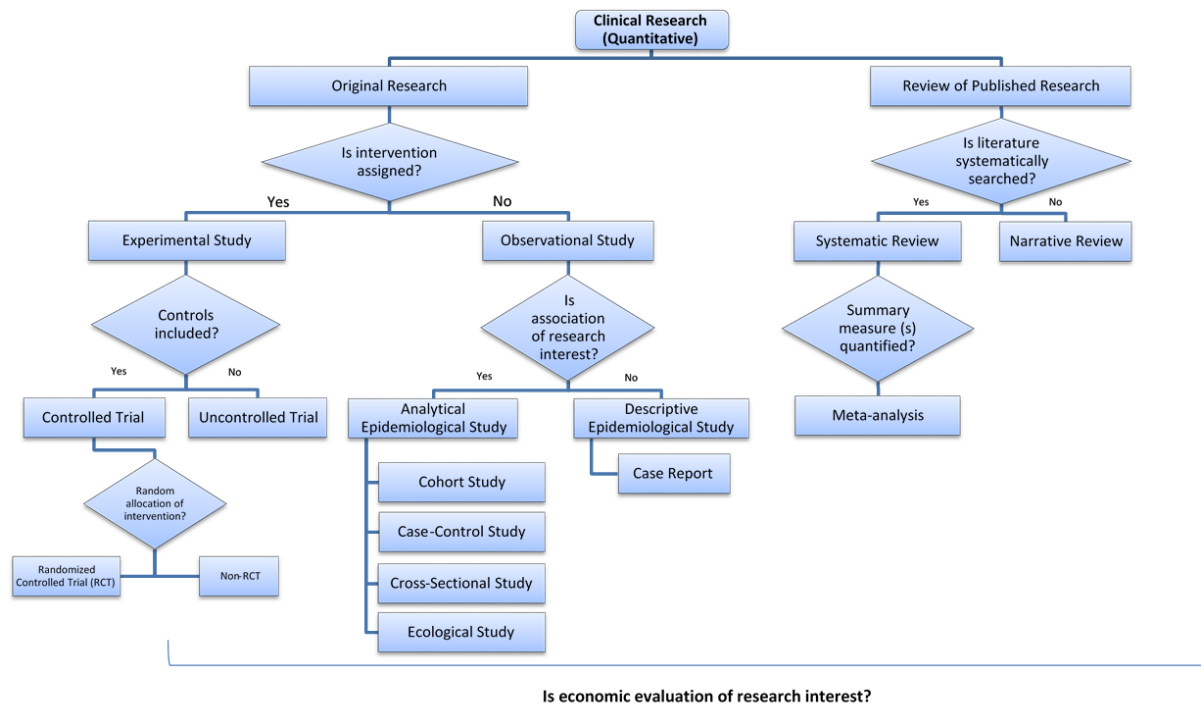 Clinical Research
(Quantitative)
Original Research
Review of Published Research
Is intervention
assigned?
Is literature
systematically
searched?
Yes
No
Yes
No
Experimental Study
Observational Study
Systematic Review
Narrative Review
Controls
included?
Is
association
of research
interest?
Summary
measure (s)
quantified?
Yes
No
Yes
No
Controlled Trial
Uncontrolled Trial
Analytical
Epidemiological Study
Descriptive
Epidemiological Study
Meta-analysis
Cohort Study
Case Report
Random
allocation of
intervention?
Case-Control Study
Randomized
Controlled Trial (RCT)
Non-RCT
Cross-Sectional Study
Ecological Study
Is economic evaluation of research interest?